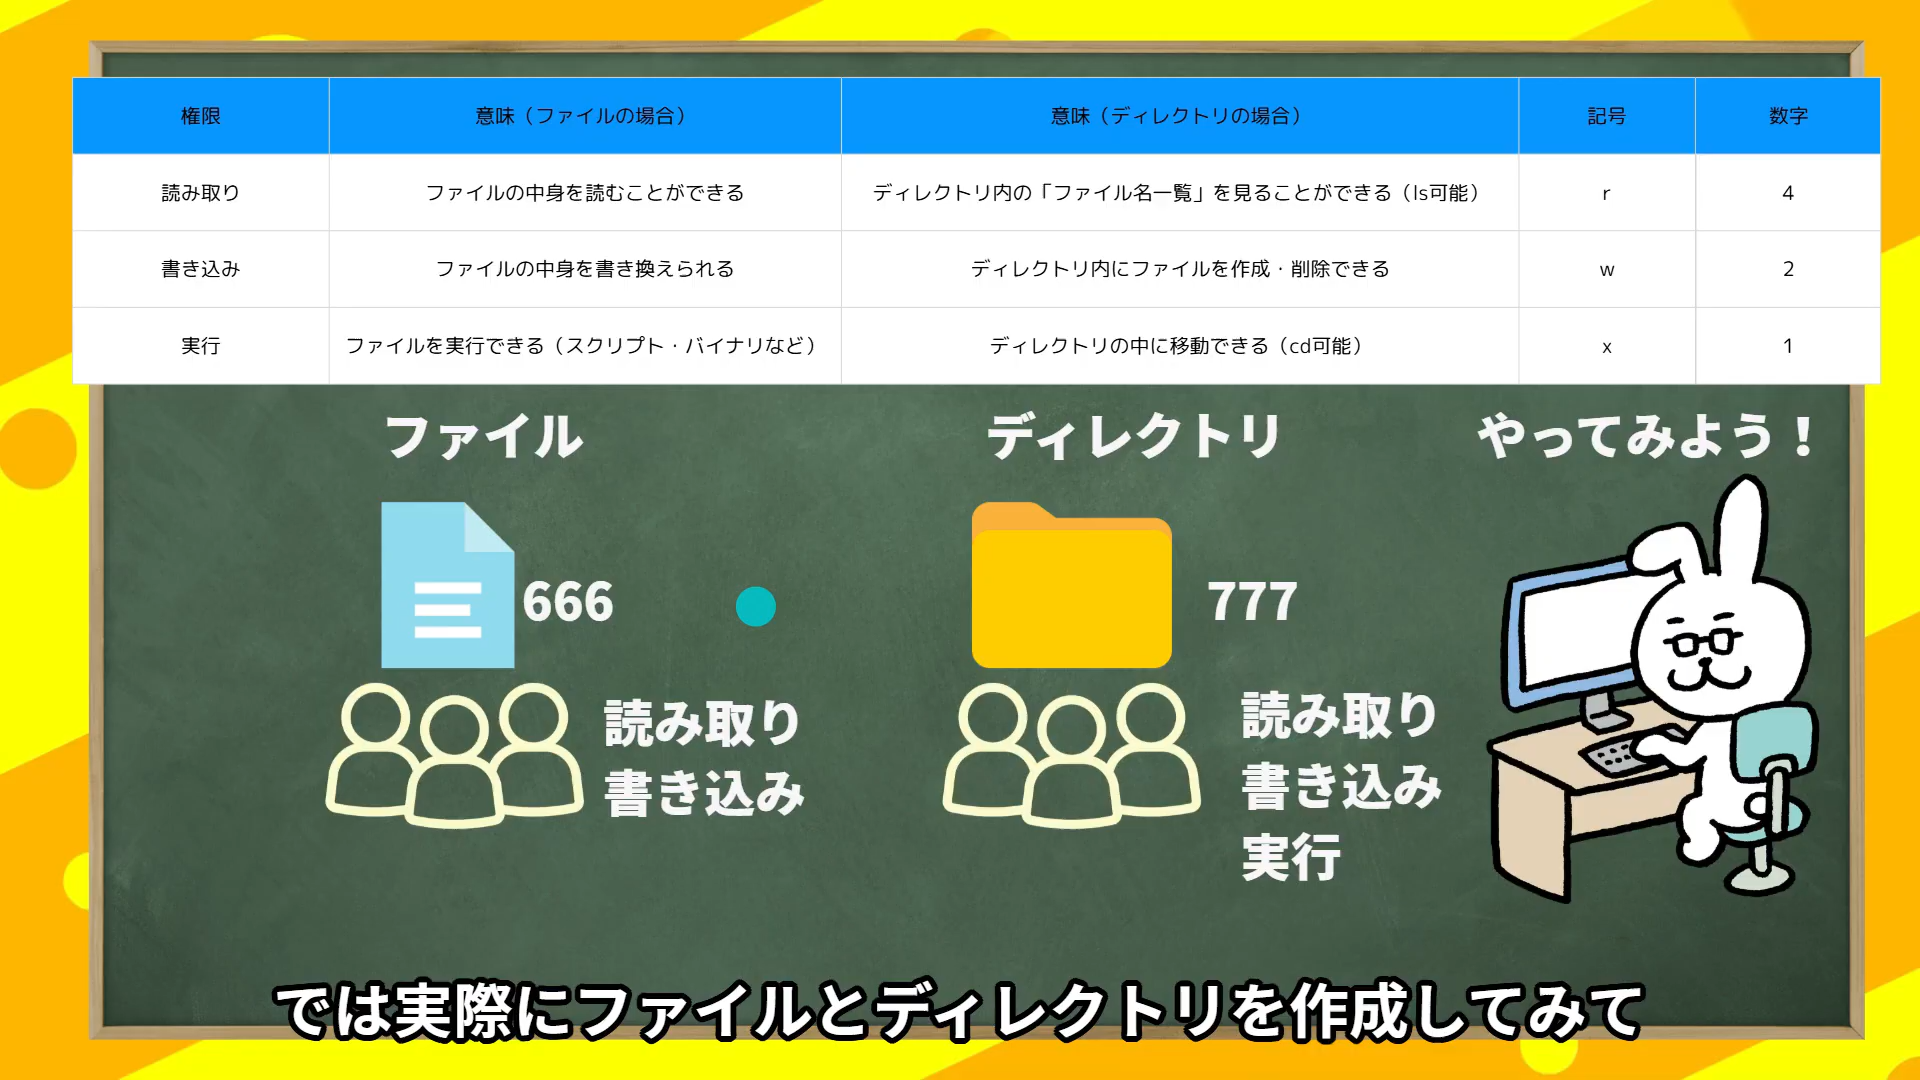 権限 意味（ファイルの場合） 意味（ディレクトリの場合） 記号 数字
読み取り ファイルの中身を読むことができる ディレクトリ内の「ファイル名一覧」を見ることができる（ls可能） r 4
書き込み ファイルの中身を書き換えられる ディレクトリ内にファイルを作成・削除できる w 2
実行 ファイルを実行できる（スクリプト・バイナリなど） ディレクトリの中に移動できる（cd可能） x 1
ファイル ディレクトリ やってみよう！
666 777
読み取り
書き込み
読み取り
書き込み
実行
では実際にファイルとディレクトリを作成してみて